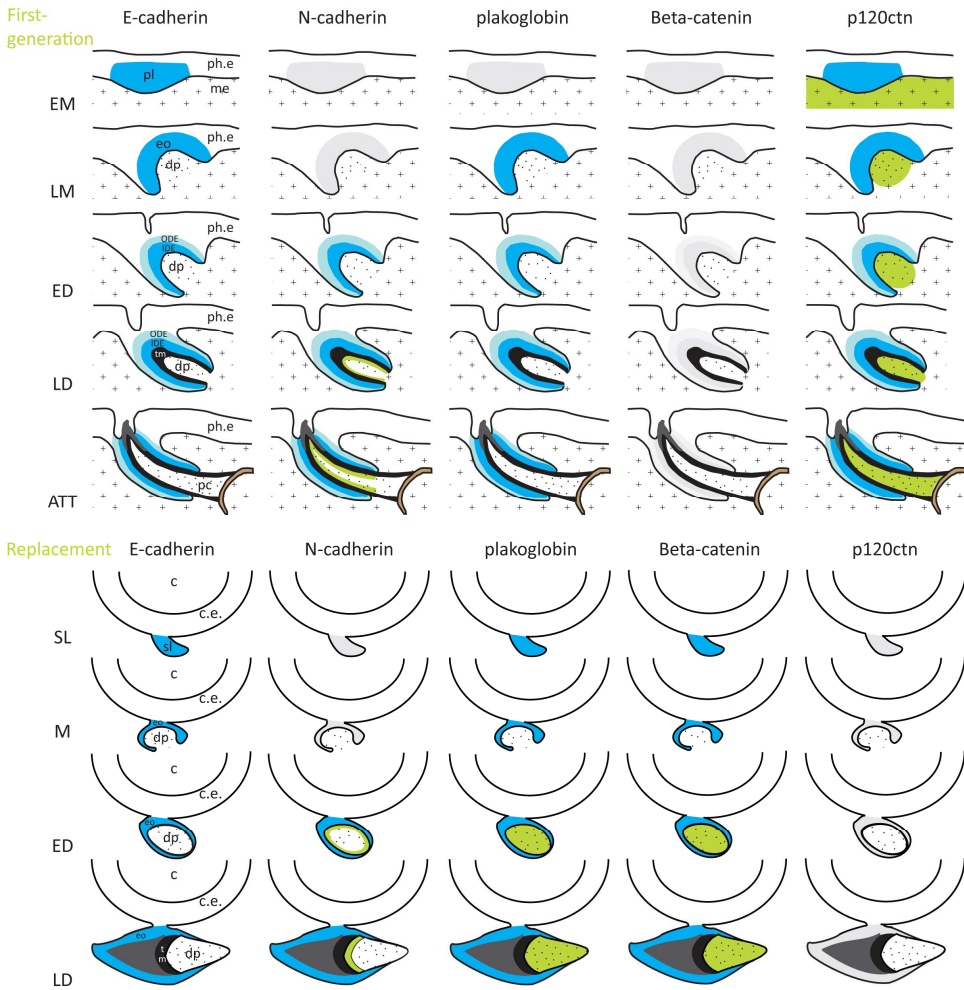 First-
generation
E-cadherin N-cadherin plakoglobin Beta-catenin p120ctn
ph.e
pl
me
EM
eo
ph.e
dp
LM
ph.e
ODE
IDE
dp
ED
ph.e
ODE
IDE
tm
dp
LD
ph.e
pc
ATT
Replacement
E-cadherin N-cadherin plakoglobin Beta-catenin p120ctn
c
c.e.
SL
sl
c
c.e.
M
eo
dp
c
c.e.
eo
dp
ED
c
c.e.
eo
t
m
dp
LD